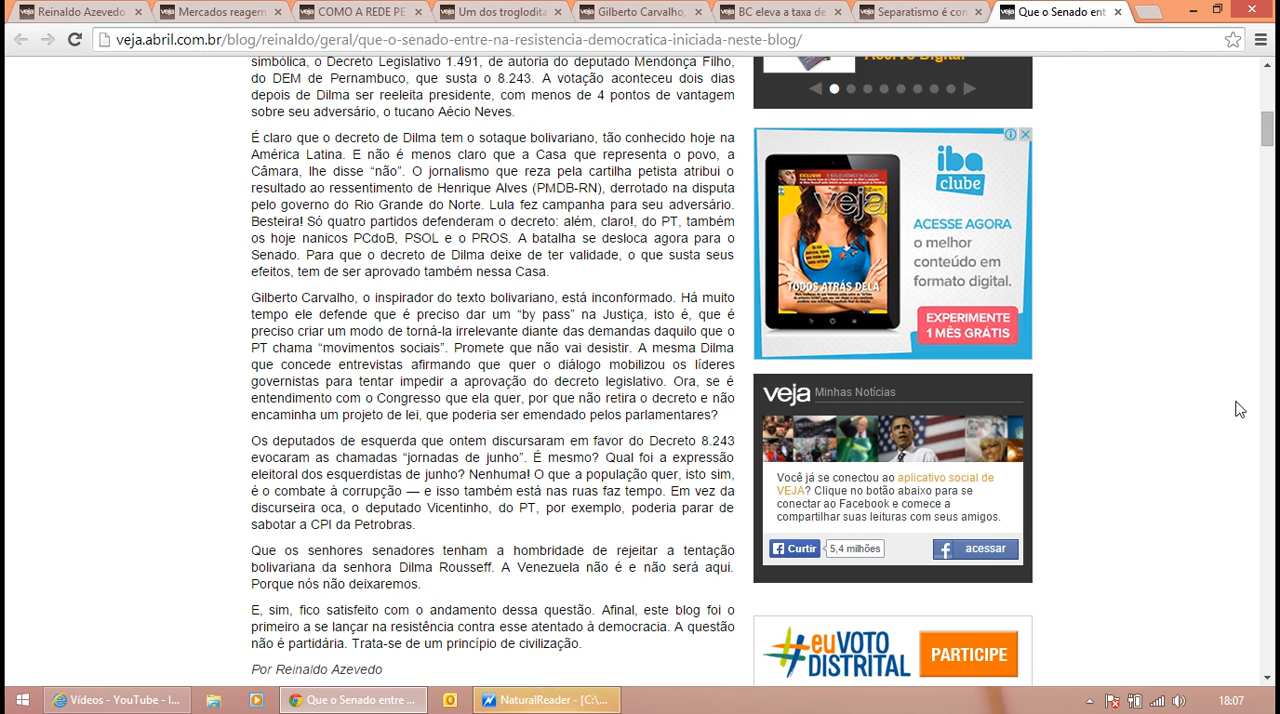 Reinaldo Azevedo
Mercados reagem
COMO A REDE PE
Um dos troglodita
Gilberto Carvalho,
BC eleva a taxa de
Separatismo é con
Que o Senado ent
veja.abril.com.br/blog/reinaldo/geral/que-o-senado-entre-na-resistencia-democratica-iniciada-neste-blog/
simbólica, o Decreto Legislativo 1.491, de autoria do deputado Mendonça Filho,
do DEM de Pernambuco, que susta o 8.243. A votação aconteceu dois dias
depois de Dilma ser reeleita presidente, com menos de 4 pontos de vantagem
sobre seu adversário, o tucano Aécio Neves.
É claro que o decreto de Dilma tem o sotaque bolivariano, tão conhecido hoje na
América Latina. E não é menos claro que a Casa que representa o povo, a
Câmara, lhe disse “não”. O jornalismo que reza pela cartilha petista atribui o
resultado ao ressentimento de Henrique Alves (PMDB-RN), derrotado na disputa
pelo governo do Rio Grande do Norte. Lula fez campanha para seu adversário.
Besteira! Só quatro partidos defenderam o decreto: além, claro!, do PT, também
os hoje nanicos PCdoB, PSOL e o PROS. A batalha se desloca agora para o
Senado. Para que o decreto de Dilma deixe de ter validade, o que susta seus
efeitos, tem de ser aprovado também nessa Casa.
Gilberto Carvalho, o inspirador do texto bolivariano, está inconformado. Há muito
tempo ele defende que é preciso dar um “by pass” na Justiça, isto é, que é
preciso haver um modo de torná-la irrelevante diante das demandas daquilo que o
PT chama “movimentos sociais”. Promete que não vai desistir. A mesma Dilma
que concede entrevistas afirmando que quer o diálogo mobilizou os líderes
governistas para tentar impedir a aprovação do decreto legislativo. Ora, se é
entendimento com o Congresso que ela quer, por que não retira o decreto e não
encaminha um projeto de lei, que poderia ser emendado pelos parlamentares?
Os deputados de esquerda que ontem discursaram em favor do Decreto 8.243
evocaram as chamadas “jornadas de junho”. É mesmo? Qual foi a expressão
eleitoral dos esquerdistas de junho? Nenhuma! O que a população quer, isto sim,
é o combate à corrupção — e isso também está nas ruas faz tempo. Em vez da
discurseira oca, o deputado Vicentinho, do PT, por exemplo, poderia parar de
sabotar a CPI da Petrobras.
Que os senhores senadores tenham a hombridade de rejeitar a tentação
bolivariana da senhora Dilma Rousseff. A Venezuela não é e não será aqui.
Porque nós não deixaremos.
E, sim, fico satisfeito com o andamento dessa questão. Afinal, este blog foi o
primeiro a se lançar na resistência contra esse atentado à democracia. A questão
não é partidária. Trata-se de um princípio de civilização.
Por Reinaldo Azevedo
Acervo Digital
iba
clube
veja
TODOS ATRÁS DELA
ACESSE AGORA
o melhor
conteúdo em
formato digital.
EXPERIMENTE
1 MÊS GRÁTIS
veja Minhas Notícias
Você já se conectou ao aplicativo social de
VEJA? Clique no botão abaixo para se
conectar ao Facebook e comece a
compartilhar suas leituras com seus amigos.
Curtir 5,4 milhões
acessar
#euVOTO
DISTRITAL
PARTICIPE
Vídeos - YouTube - I...
Que o Senado entre ...
NaturalReader - [C:\...
18:07